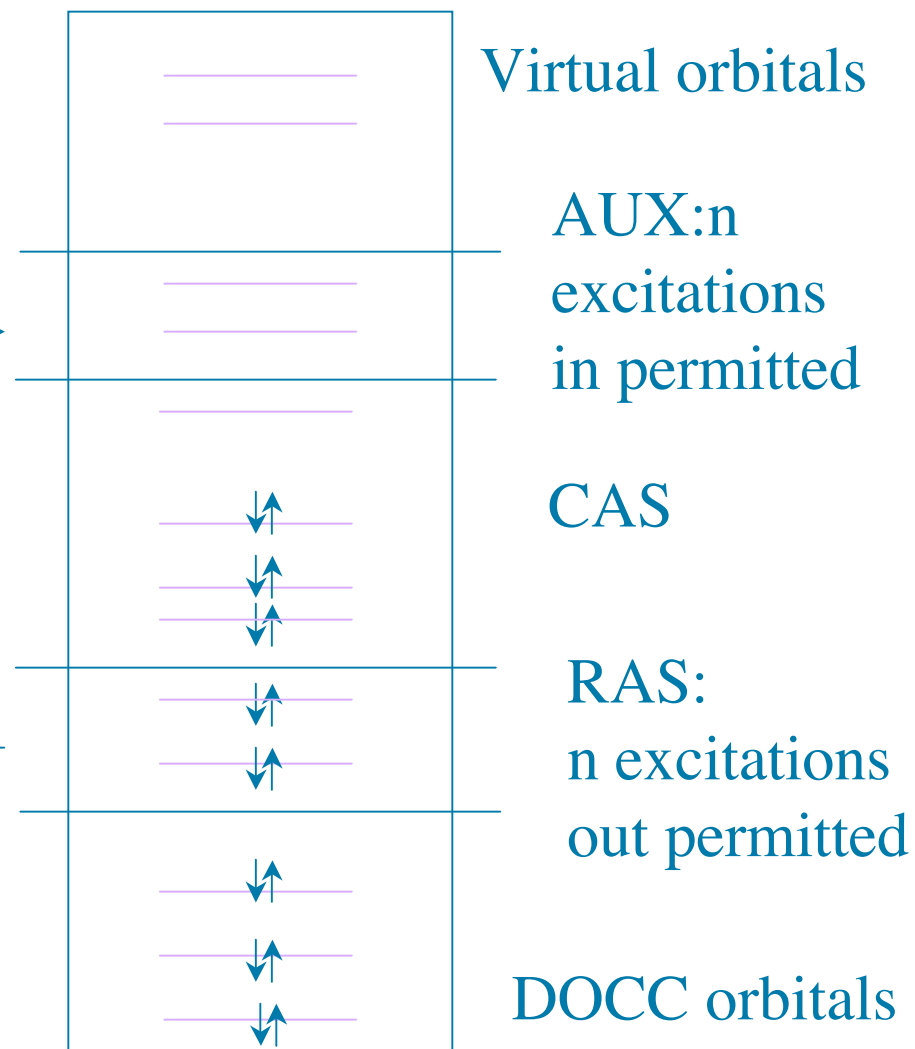 Virtual orbitals
AUX:n
excitations
in permitted
CAS
RAS:
n excitations
out permitted
DOCC orbitals